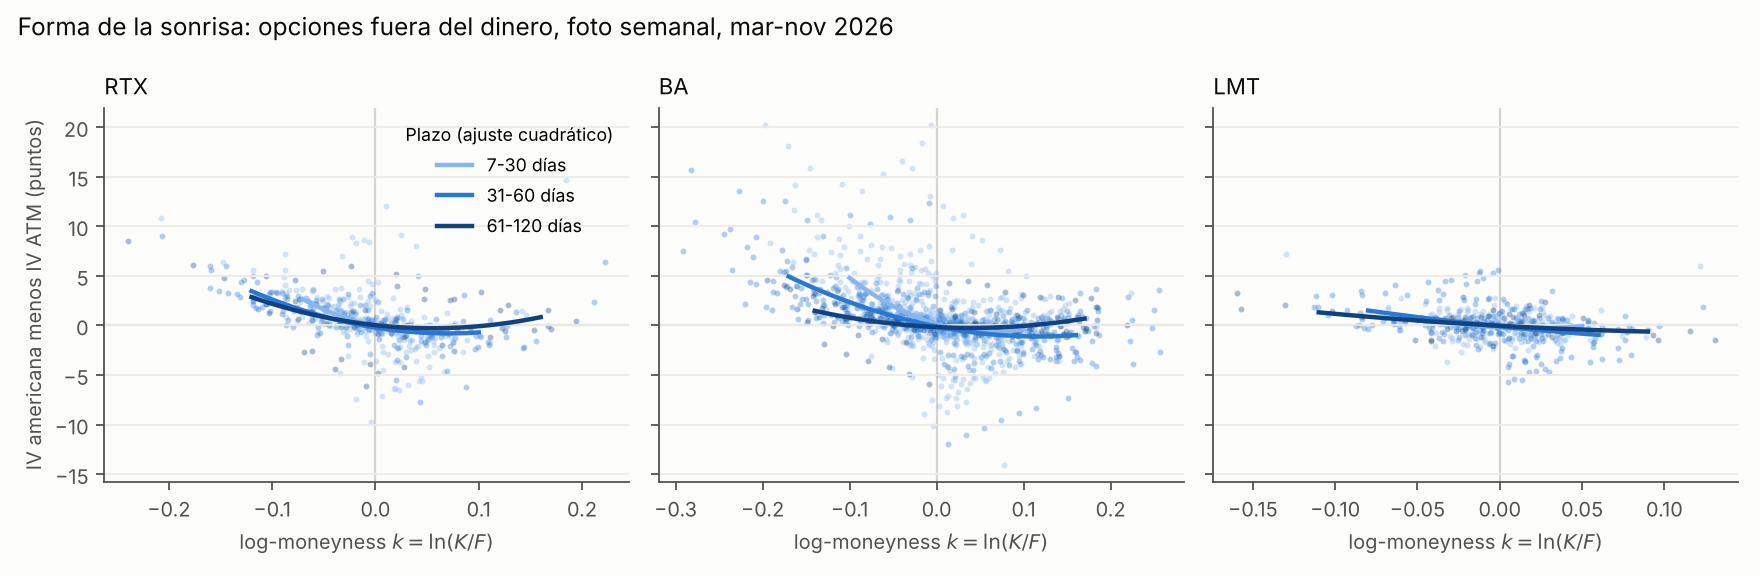 Forma de la sonrisa: opciones fuera del dinero, foto semanal, mar-nov 2026
RTX
BA
LMT
IV americana menos IV ATM (puntos)
20
15
10
5
0
−5
−10
−15
Plazo (ajuste cuadrático)
7-30 días
31-60 días
61-120 días
−0.2 −0.1 0.0 0.1 0.2
−0.3 −0.2 −0.1 0.0 0.1 0.2
−0.15 −0.10 −0.05 0.00 0.05 0.10
log-moneyness k = ln(K/F)
log-moneyness k = ln(K/F)
log-moneyness k = ln(K/F)